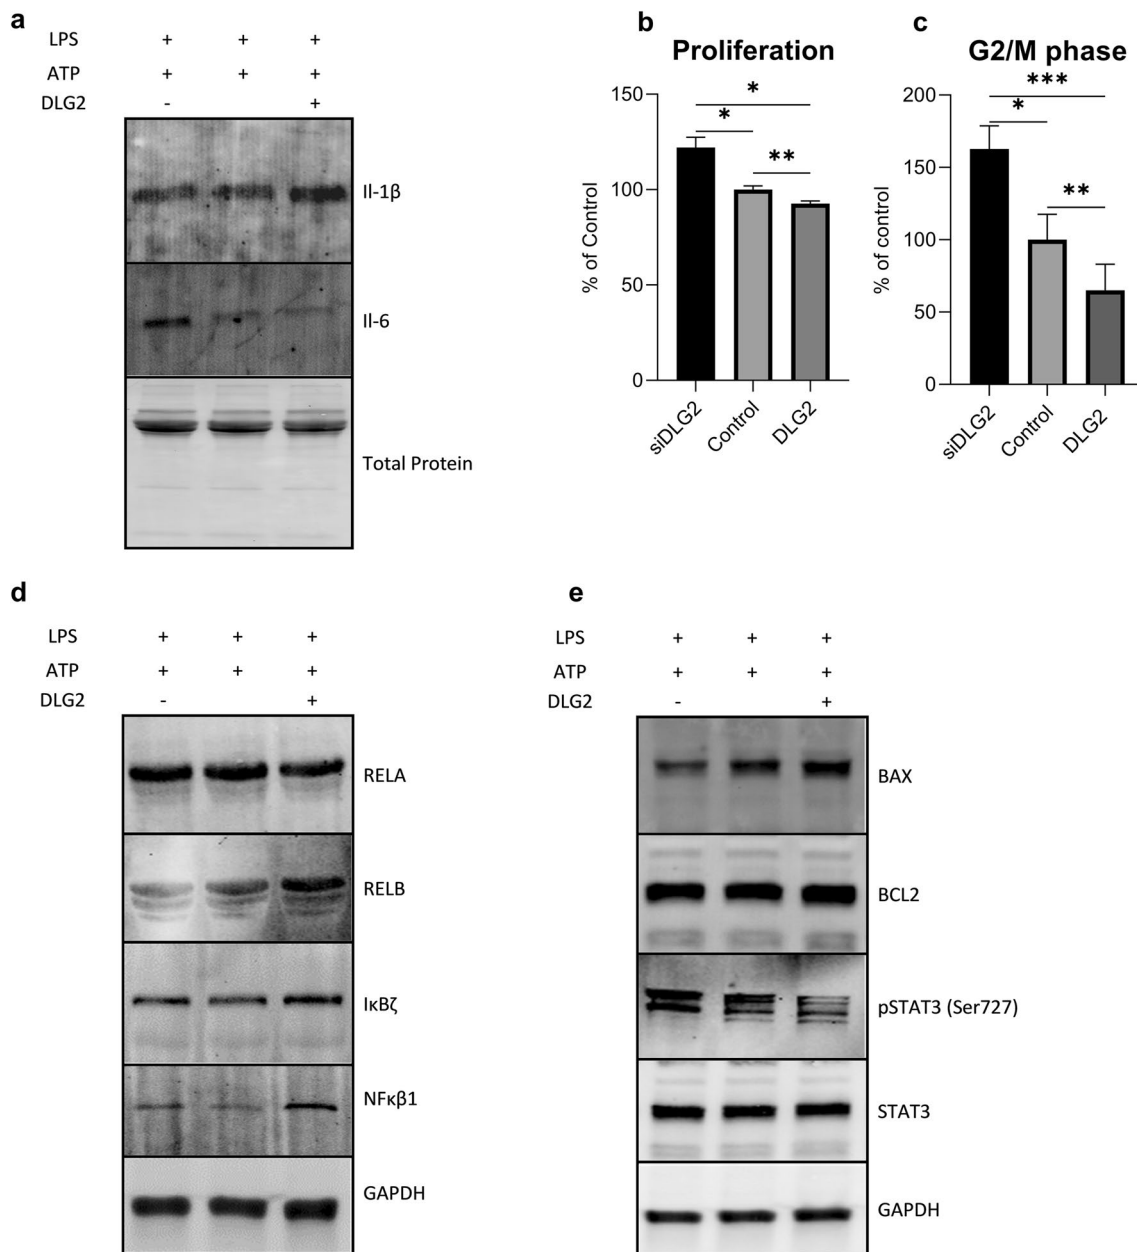 a
LPS + + +
ATP + + +
DLG2 - +
Il-1β
Il-6
Total Protein
b
Proliferation
% of Control
150
100
50
0
*
*
**
siDLG2 Control DLG2
c
G2/M phase
% of control
200
150
100
50
0
***
*
**
siDLG2 Control DLG2
d
LPS + + +
ATP + + +
DLG2 - +
RELA
RELB
IκBζ
NFκβ1
GAPDH
e
LPS + + +
ATP + + +
DLG2 - +
BAX
BCL2
pSTAT3 (Ser727)
STAT3
GAPDH